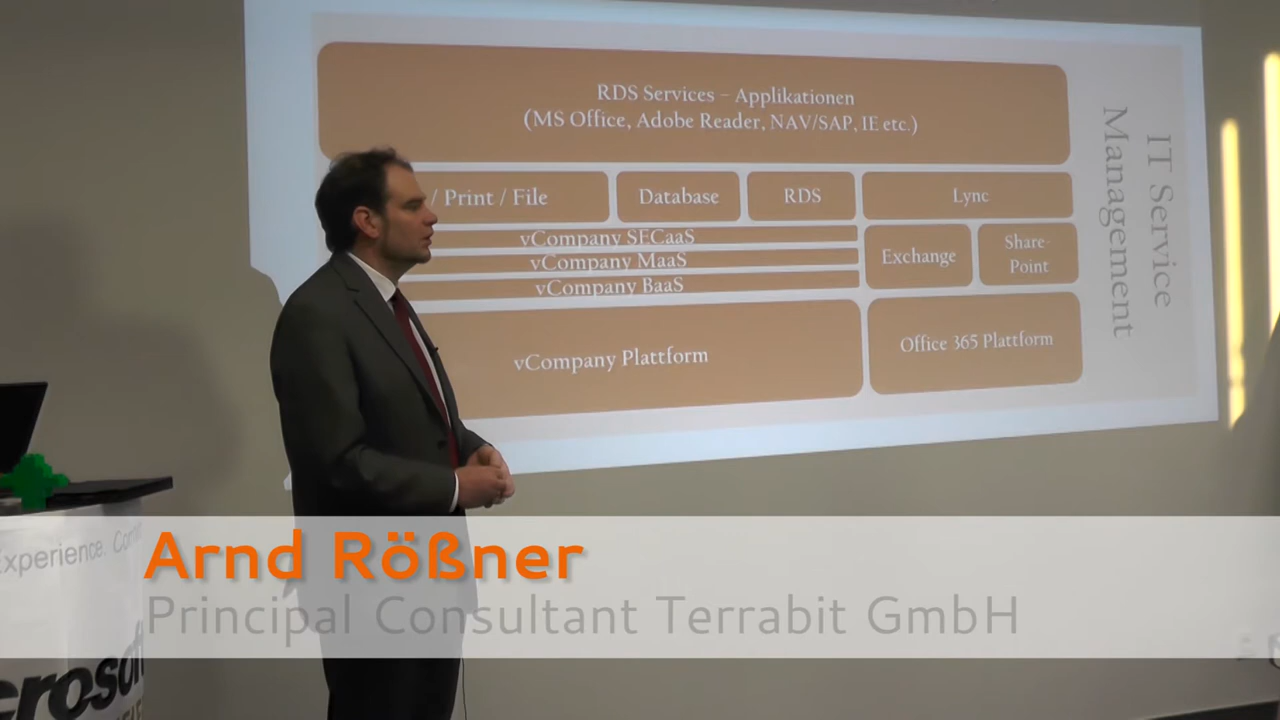 RDS Services – Applikationen
(MS Office, Adobe Reader, NAV/SAP, IE etc.)
/ Print / File
Database
RDS
Lync
vCompany SECaaS
vCompany MaaS
vCompany BaaS
Exchange
Share-
Point
vCompany Plattform
Office 365 Plattform
IT Service
Management
Experience.
Arnd Rößner
Principal Consultant Terrabit GmbH
crosoft